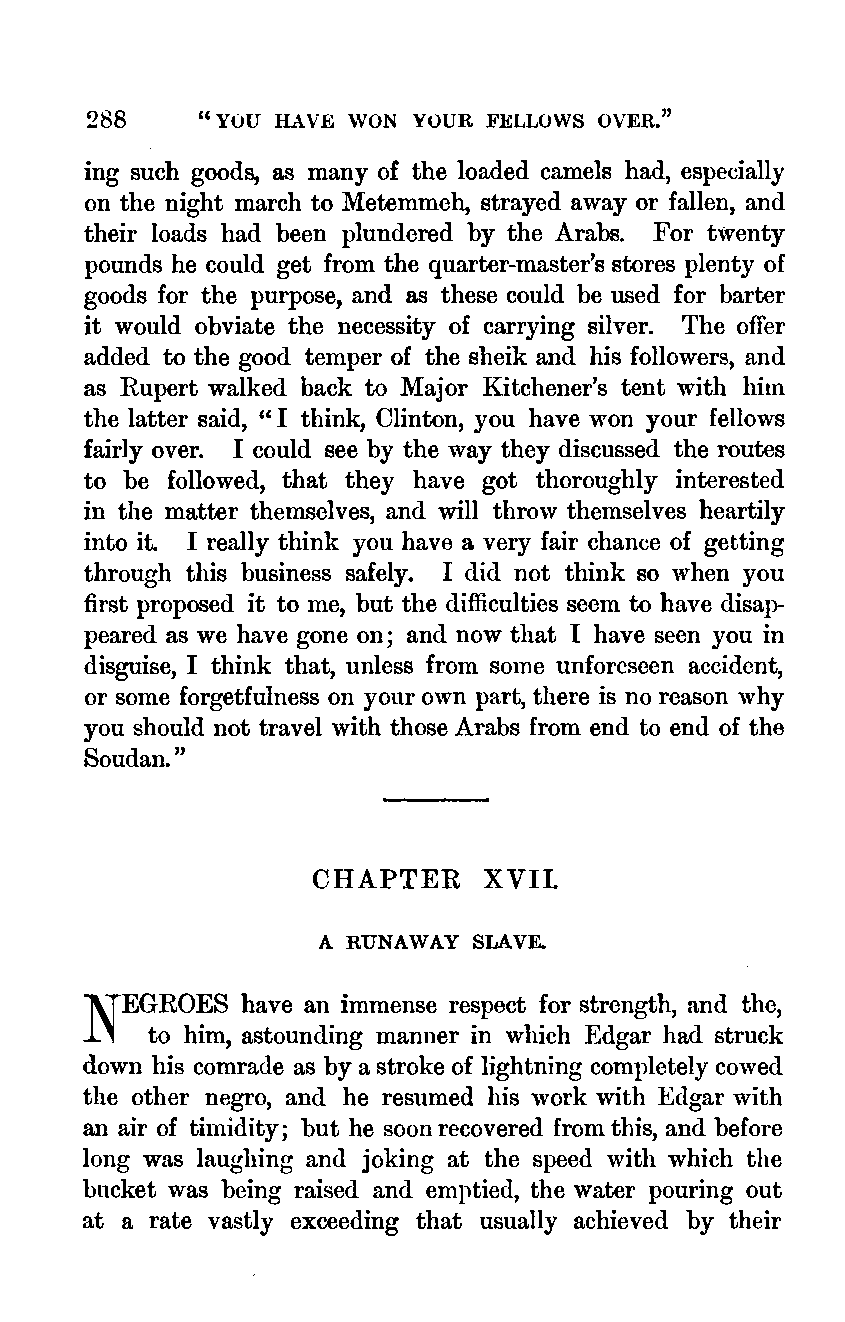 288 "YOU HAVE WON YOUR FELLOWS OVER."
ing such goods, as many of the loaded camels had, especially
on the night march to Metemmeh, strayed away or fallen, and
their loads had been plundered by the Arabs. For twenty
pounds he could get from the quarter-master's stores plenty of
goods for the purpose, and as these could be used for barter
it would obviate the necessity of carrying silver. The offer
added to the good temper of the sheik and his followers, and
as Rupert walked back to Major Kitchener's tent with him
the latter said, "I think, Clinton, you have won your fellows
fairly over. I could see by the way they discussed the routes
to be followed, that they have got thoroughly interested
in the matter themselves, and will throw themselves heartily
into it. I really think you have a very fair chance of getting
through this business safely. I did not think so when you
first proposed it to me, but the difficulties seem to have disap-
peared as we have gone on; and now that I have seen you in
disguise, I think that, unless from some unforeseen accident,
or some forgetfulness on your own part, there is no reason why
you should not travel with those Arabs from end to end of the
Soudan."
CHAPTER XVII.
A RUNAWAY SLAVE.
NEGROES have an immense respect for strength, and the,
to him, astounding manner in which Edgar had struck
down his comrade as by a stroke of lightning completely cowed
the other negro, and he resumed his work with Edgar with
an air of timidity; but he soon recovered from this, and before
long was laughing and joking at the speed with which the
bucket was being raised and emptied, the water pouring out
at a rate vastly exceeding that usually achieved by their